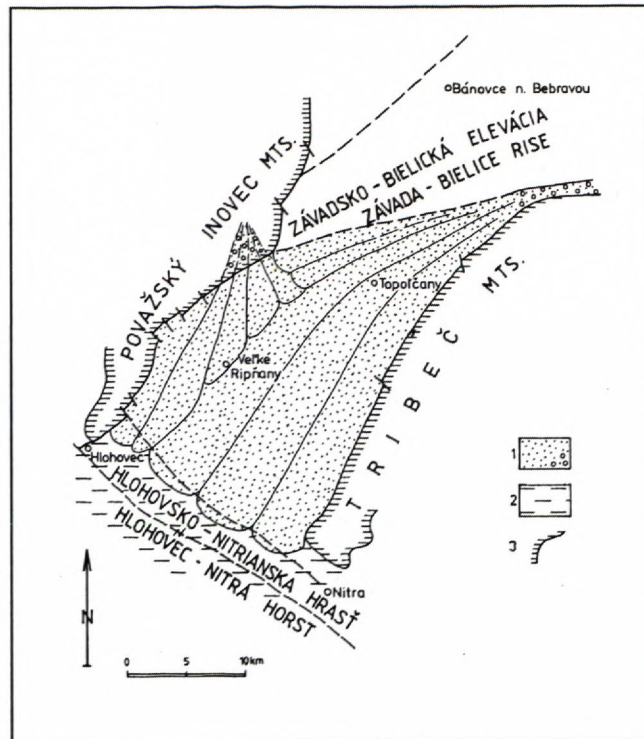 Bánovce n. Bebravou
ZÁVADSKO-BIELICKÁ ELEVÁCIA
ZÁVADA-BIELICE RISE
POVAŽSKÝ INOVEC MTS.
Topoľčany
TRIBEČ MTS.
Veľké
Ripňany
Hlohovec
HLOHOVSKO-NITRIANSKA HRASŤ
HLOHOVEC-NITRA HORST
Nitra
1
2
3
N
0 5 10km